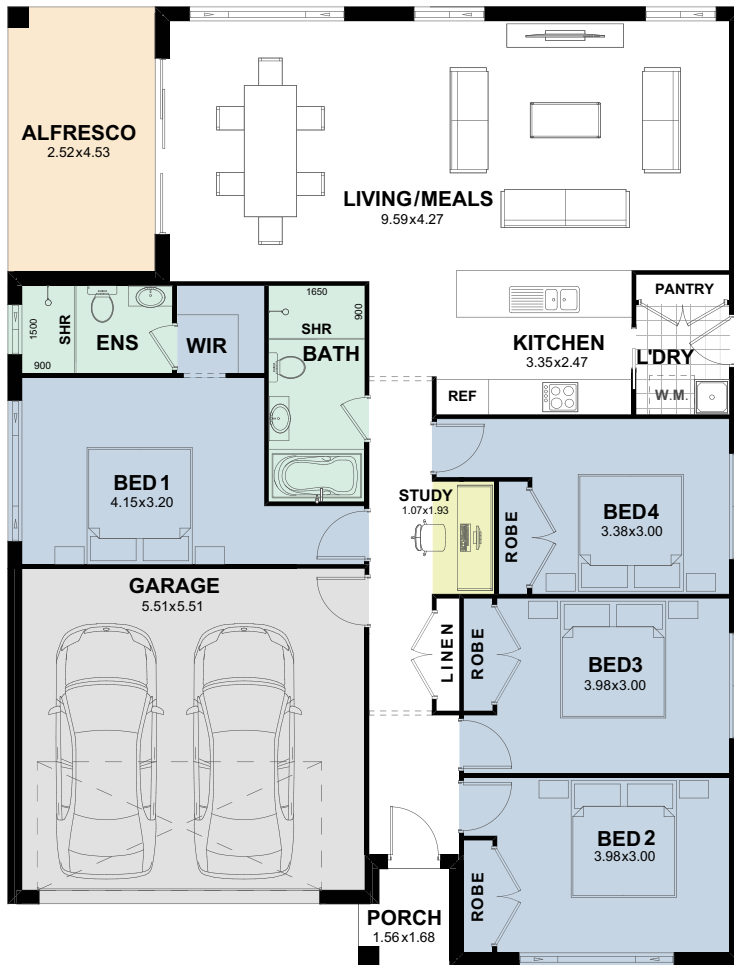 ALFRESCO
2.52x4.53
LIVING/MEALS
9.59x4.27
1500
SHR
900
ENS
WIR
1650
900
SHR
BATH
KITCHEN
3.35x2.47
PANTRY
L'DRY
W.M.
REF
BED 1
4.15x3.20
STUDY
1.07x1.93
ROBE
BED4
3.38x3.00
GARAGE
5.51x5.51
LINEN
ROBE
BED3
3.98x3.00
BED 2
3.98x3.00
ROBE
PORCH
1.56x1.68